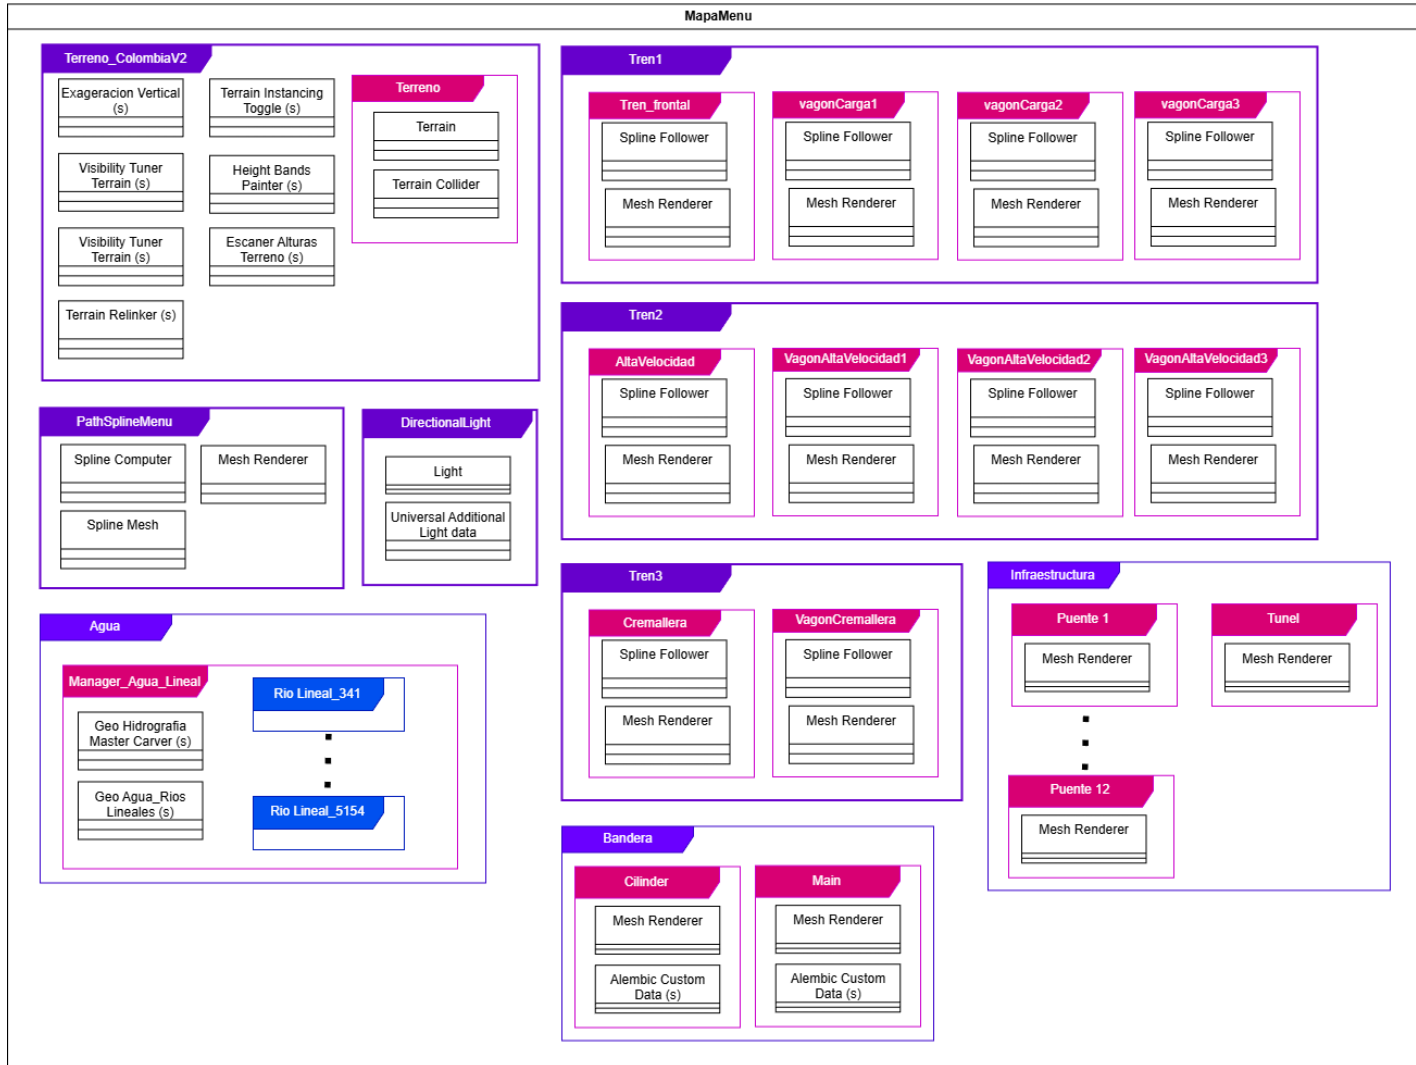 MapaMenu
Terreno_ColombiaV2
Exageracion Vertical
(s)
Terrain Instancing
Toggle (s)
Visibility Tuner
Terrain (s)
Height Bands
Painter (s)
Visibility Tuner
Terrain (s)
Escaner Alturas
Terreno (s)
Terrain Relinker (s)
Terreno
Terrain
Terrain Collider
Tren1
Tren_frontal
Spline Follower
Mesh Renderer
vagonCarga1
Spline Follower
Mesh Renderer
vagonCarga2
Spline Follower
Mesh Renderer
vagonCarga3
Spline Follower
Mesh Renderer
Tren2
AltaVelocidad
Spline Follower
Mesh Renderer
VagonAltaVelocidad1
Spline Follower
Mesh Renderer
VagonAltaVelocidad2
Spline Follower
Mesh Renderer
VagonAltaVelocidad3
Spline Follower
Mesh Renderer
PathSplineMenu
Spline Computer
Mesh Renderer
Spline Mesh
DirectionalLight
Light
Universal Additional
Light data
Tren3
Cremallera
Spline Follower
Mesh Renderer
VagonCremallera
Spline Follower
Mesh Renderer
Infraestructura
Puente 1
Mesh Renderer
Tunel
Mesh Renderer
Puente 12
Mesh Renderer
Agua
Manager_Agua_Lineal
Geo Hidrografia
Master Carver (s)
Geo Agua_Rios
Lineales (s)
Rio Lineal_341
Rio Lineal_5154
Bandera
Cilinder
Mesh Renderer
Alembic Custom
Data (s)
Main
Mesh Renderer
Alembic Custom
Data (s)